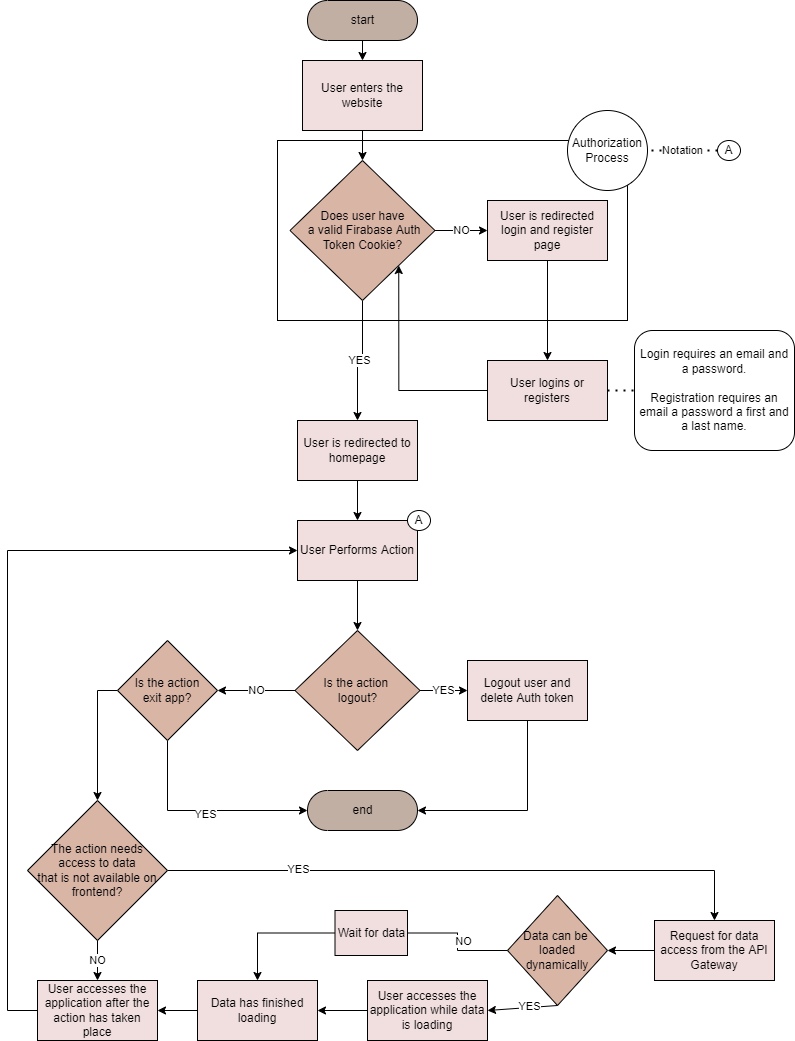 start
User enters the
website
Authorization
Process
Notation
A
Does user have
a valid Firabase Auth
Token Cookie?
NO
User is redirected
login and register
page
YES
User logins or
registers
Login requires an email and
a password.
Registration requires an
email a password a first and
a last name.
User is redirected to
homepage
A
User Performs Action
Is the action
exit app?
NO
Is the action
logout?
YES
Logout user and
delete Auth token
YES
end
The action needs
access to data
that is not available on
frontend?
YES
Wait for data
NO
Data can be
loaded
dynamically
Request for data
access from the API
Gateway
NO
User accesses the
application after the
action has taken
place
Data has finished
loading
User accesses the
application while data
is loading
YES